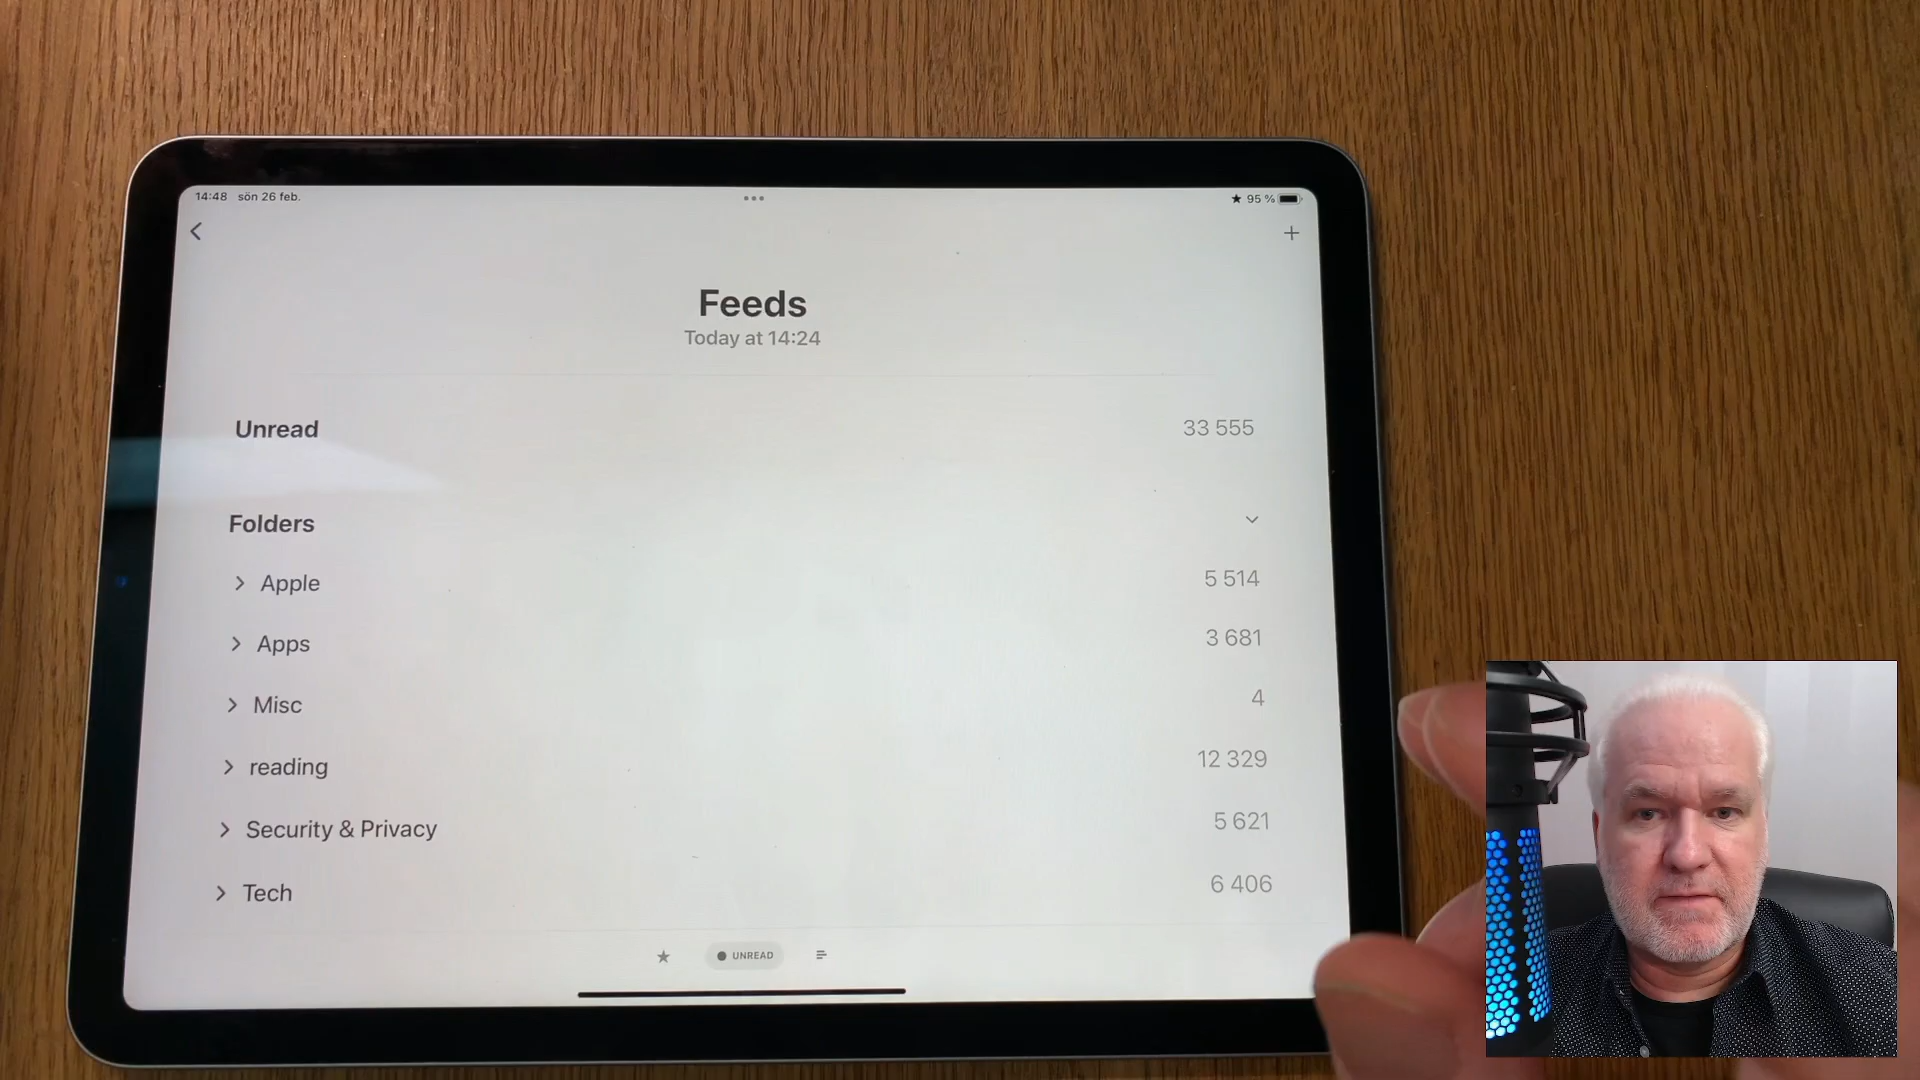 14:48 sön 26 feb.
95 %
Feeds
Today at 14:24
Unread 33 555
Folders
Apple 5 514
Apps 3 681
Misc 4
reading 12 329
Security & Privacy 5 621
Tech 6 406
UNREAD